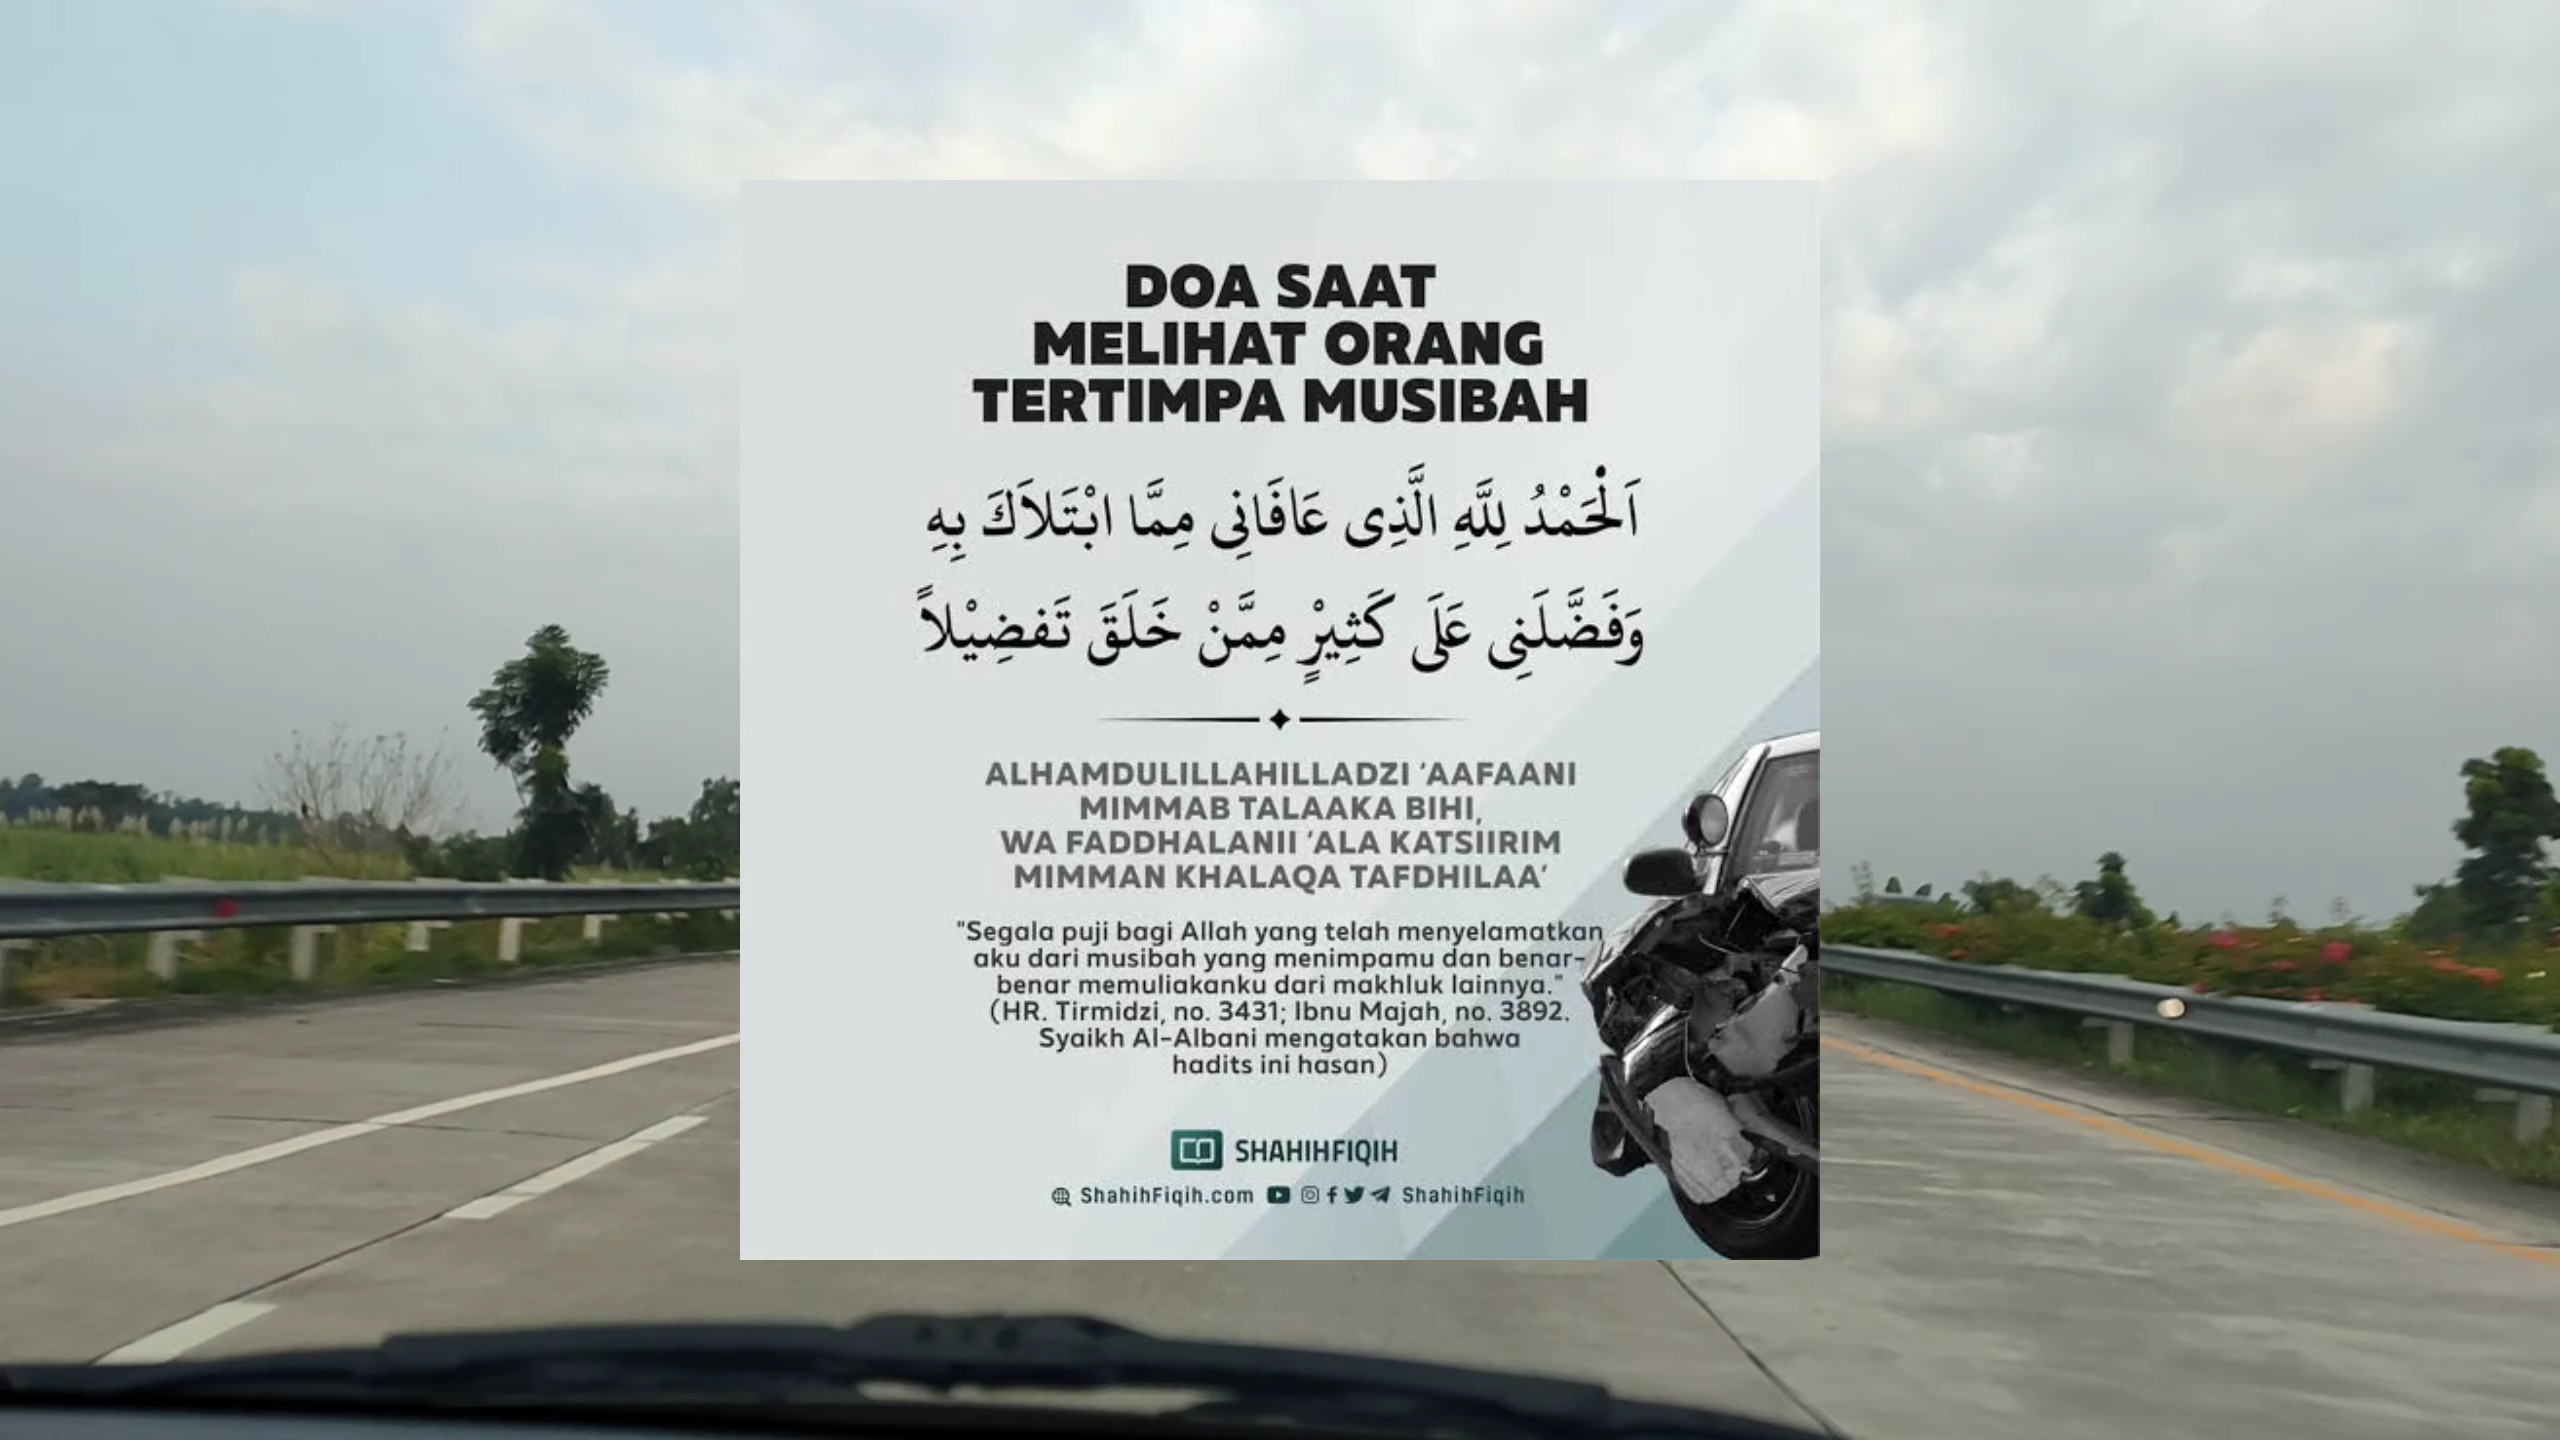 DOA SAAT
MELIHAT ORANG
TERTIMPA MUSIBAH
اَلْحَمْدُ لِلَّهِ الَّذِى عَافَانِى مِمَّا ابْتَلاَكَ بِهِ
وَفَضَّلَنِى عَلَى كَثِيْرٍ مِمَّنْ خَلَقَ تَفضِيْلاً
ALHAMDULILLAHILLADZI ‘AAFAANI
MIMMAB TALAAKA BIHI,
WA FADDHALANII ‘ALA KATSIIRIM
MIMMAN KHALAQA TAFDHILAA’
"Segala puji bagi Allah yang telah menyelamatkan
aku dari musibah yang menimpamu dan benar-
benar memuliakanku dari makhluk lainnya."
(HR. Tirmidzi, no. 3431; Ibnu Majah, no. 3892.
Syaikh Al-Albani mengatakan bahwa
hadits ini hasan)
SHAHIHFIQIH
ShahihFiqih.com ShahihFiqih